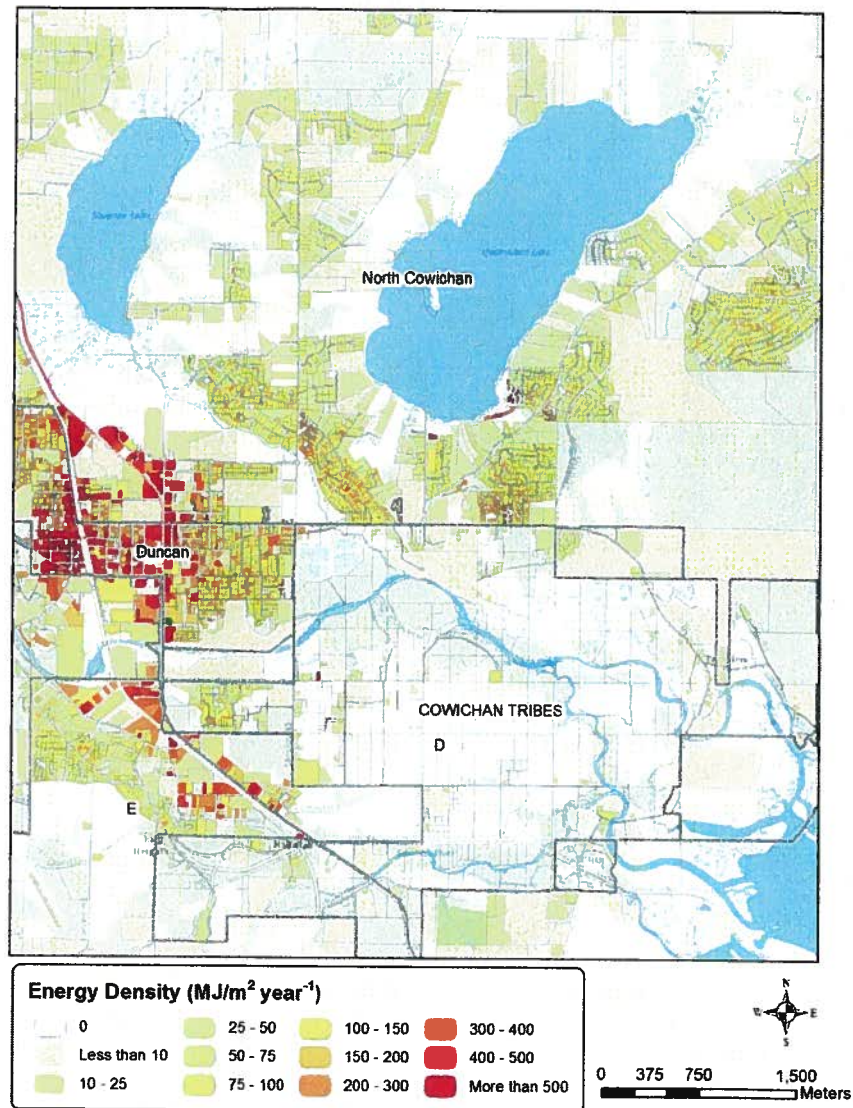 North Cowichan
Duncan
COWICHAN TRIBES
D
E
Energy Density (MJ/m² year⁻¹)
0
Less than 10
10 - 25
25 - 50
50 - 75
75 - 100
100 - 150
150 - 200
200 - 300
300 - 400
400 - 500
More than 500
N
W
E
S
0 375 750 1,500
Meters